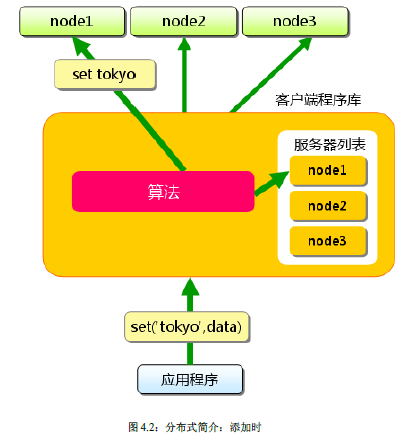 node1
node2
node3
set tokyo
客户端程序库
服务器列表
node1
算法
node2
node3
set('tokyo',data)
应用程序
图 4.2：分布式简介：添加时